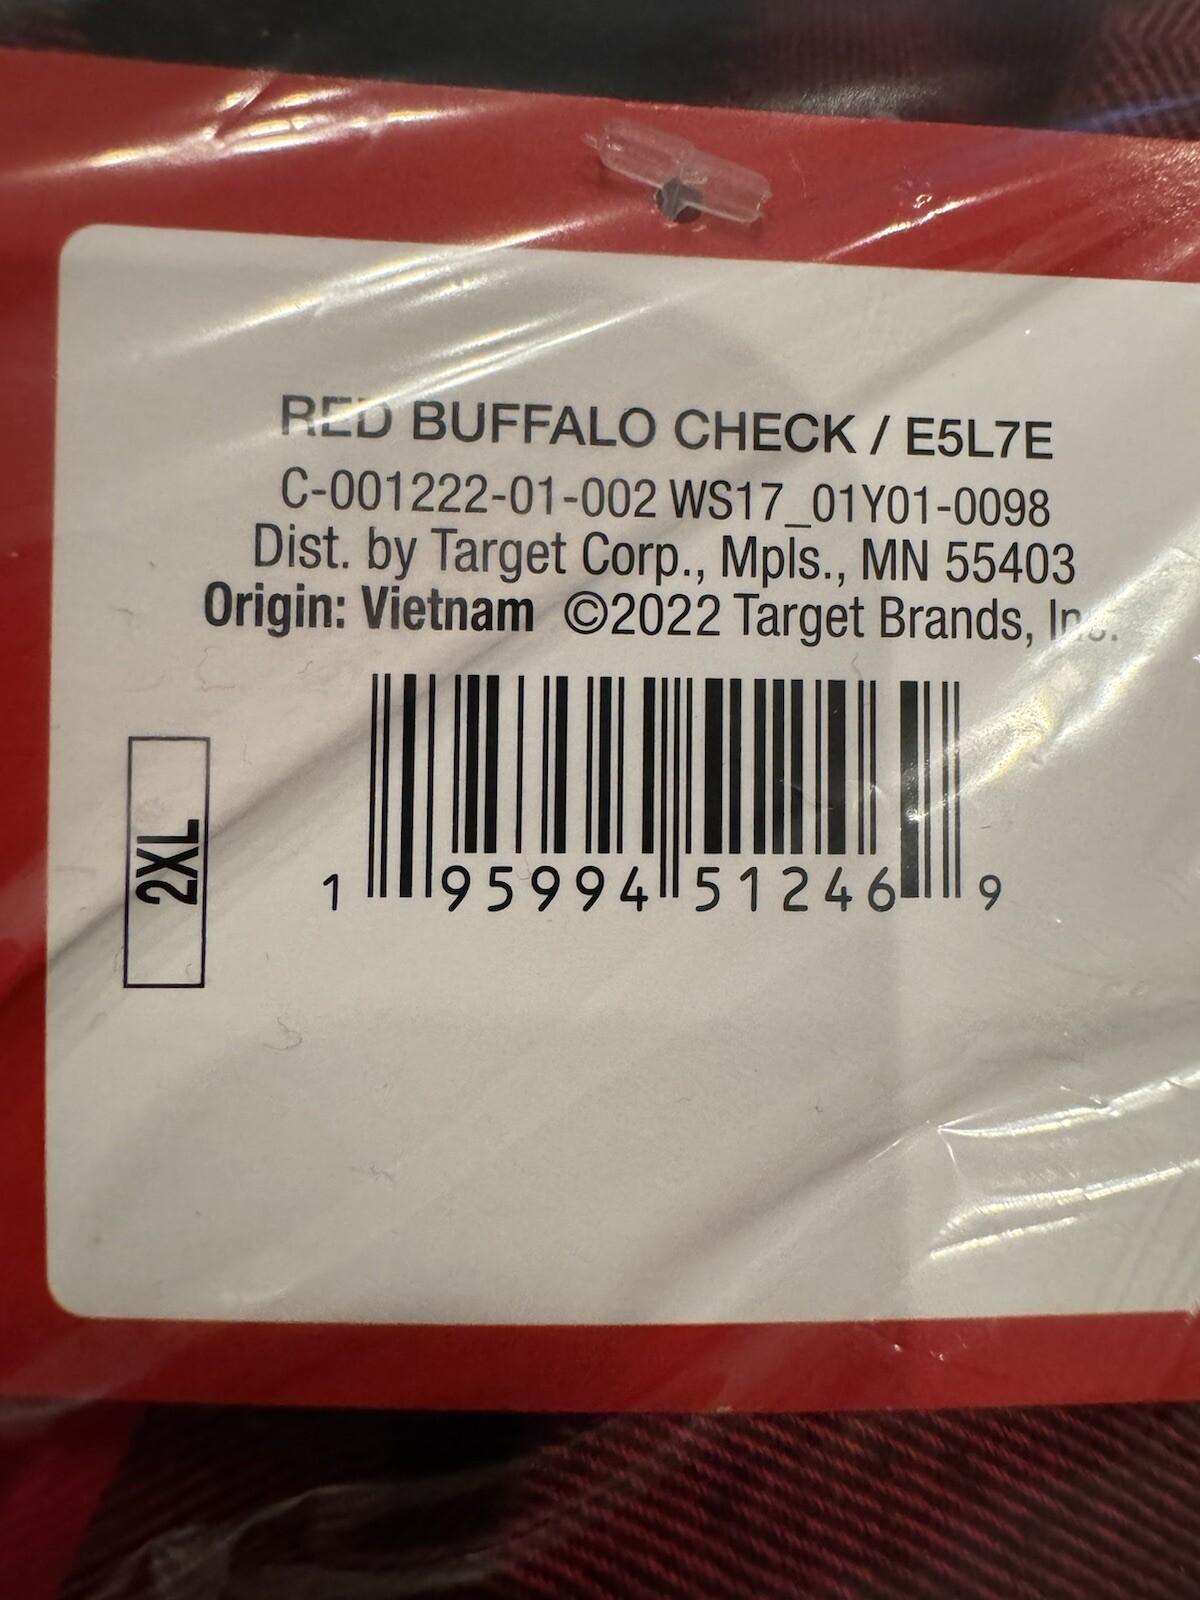 RED BUFFALO CHECK / E5L7E
C-001222-01-002 WS17_01Y01-0098
Dist. by Target Corp., Mpls., MN 55403
Origin: Vietnam ©2022 Target Brands, Inc.
2XL
1 95994 51246 9